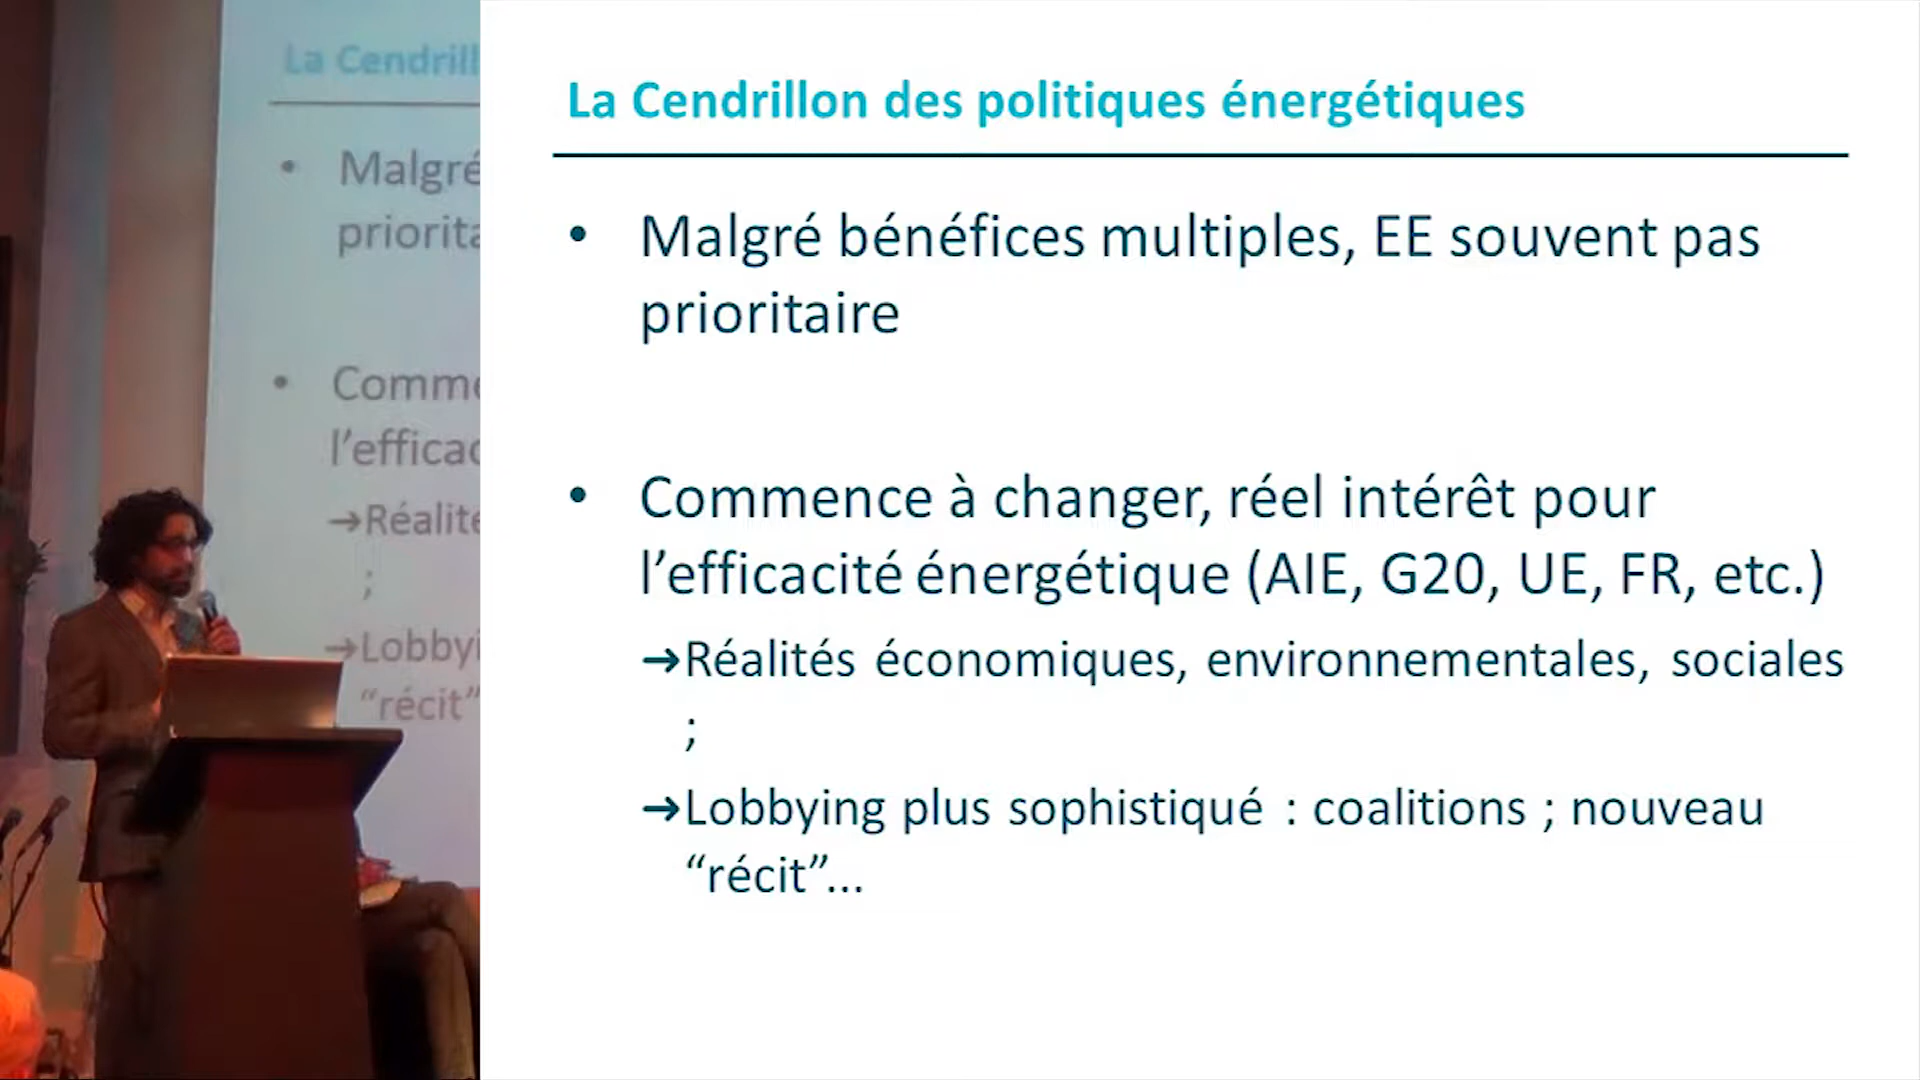 La Cendrill
• Malgré
priorita
• Comme
l’efficac
➔Réalité
;
➔Lobbyi
“récit”
La Cendrillon des politiques énergétiques
• Malgré bénéfices multiples, EE souvent pas
prioritaire
• Commence à changer, réel intérêt pour
l’efficacité énergétique (AIE, G20, UE, FR, etc.)
➔Réalités économiques, environnementales, sociales
;
➔Lobbying plus sophistiqué : coalitions ; nouveau
“récit”...